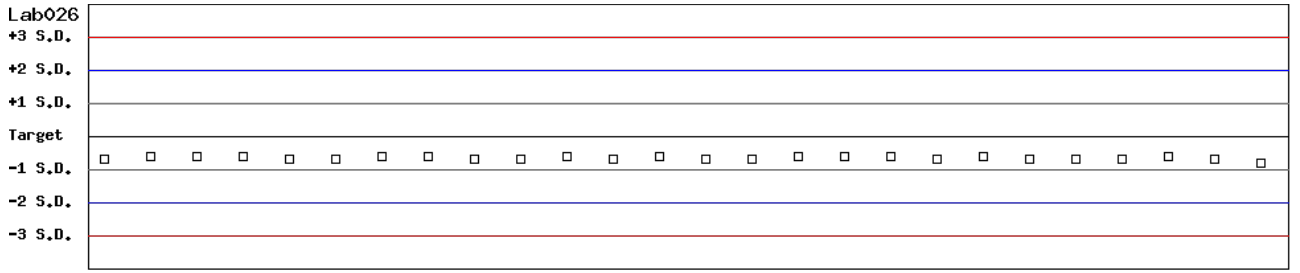 Lab026
+3 S.D.
+2 S.D.
+1 S.D.
Target
-1 S.D.
-2 S.D.
-3 S.D.